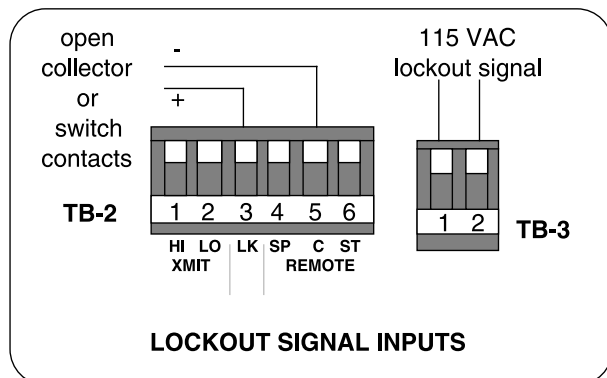 open
collector
or
switch
contacts
-
+
115 VAC
lockout signal
TB-2
1 2 3 4 5 6
HI LO LK SP C ST
XMIT REMOTE
1 2
TB-3
LOCKOUT SIGNAL INPUTS